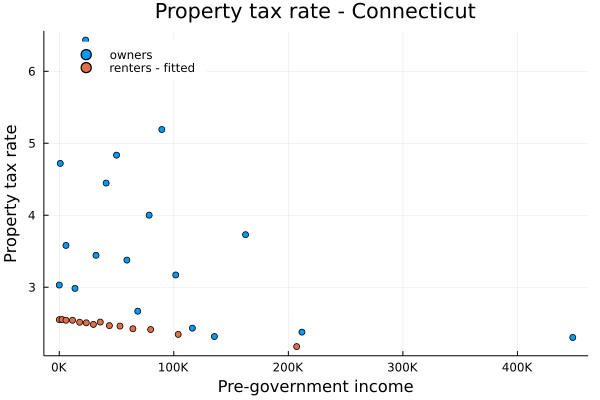 Property tax rate - Connecticut
owners
renters - fitted
Property tax rate
6
5
4
3
0K 100K 200K 300K 400K
Pre-government income